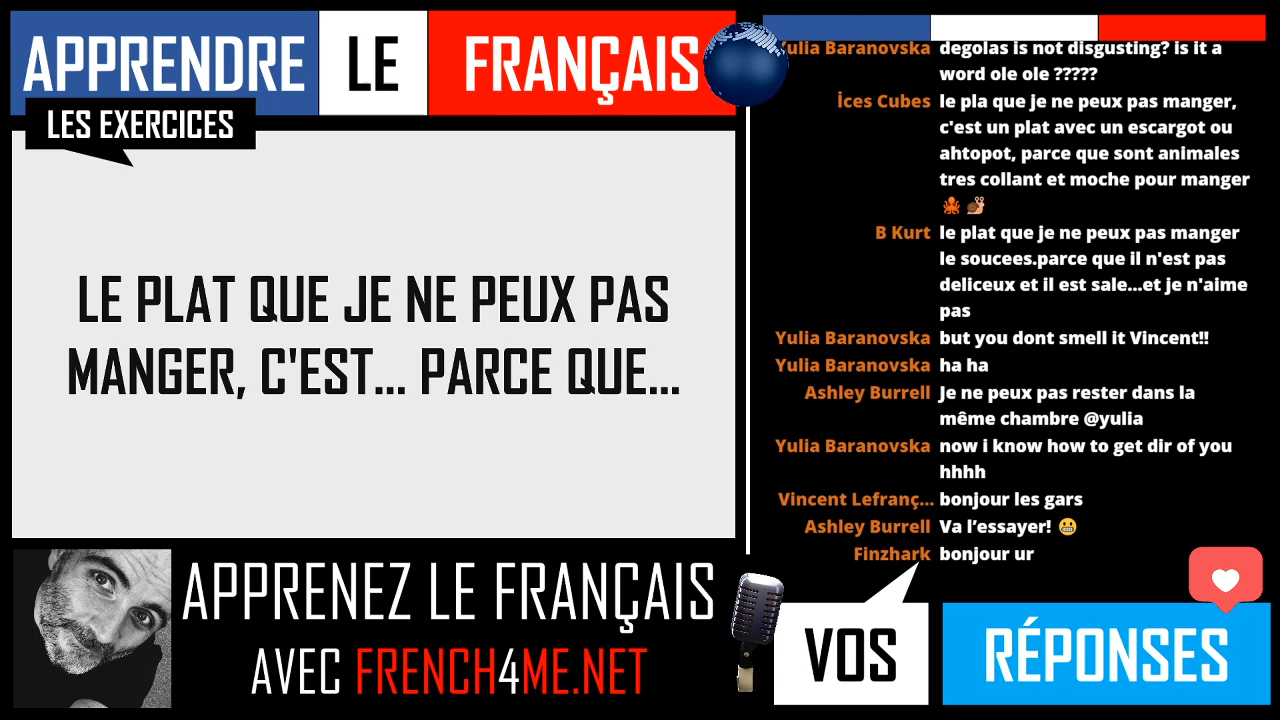 APPRENDRE LE FRANÇAIS
LES EXERCICES
LE PLAT QUE JE NE PEUX PAS
MANGER, C'EST... PARCE QUE...
APPRENEZ LE FRANÇAIS
AVEC FRENCH4ME.NET
Yulia Baranovska degolas is not disgusting? is it a
word ole ole ?????
İces Cubes le pla que je ne peux pas manger,
c'est un plat avec un escargot ou
ahtopot, parce que sont animales
tres collant et moche pour manger
🐙 🐌
B Kurt le plat que je ne peux pas manger
le soucees.parce que il n'est pas
deliceux et il est sale...et je n'aime
pas
Yulia Baranovska but you dont smell it Vincent!!
Yulia Baranovska ha ha
Ashley Burrell Je ne peux pas rester dans la
même chambre @yulia
Yulia Baranovska now i know how to get dir of you
hhhh
Vincent Lefranç... bonjour les gars
Ashley Burrell Va l’essayer! 😬
Finzhark bonjour ur
VOS RÉPONSES